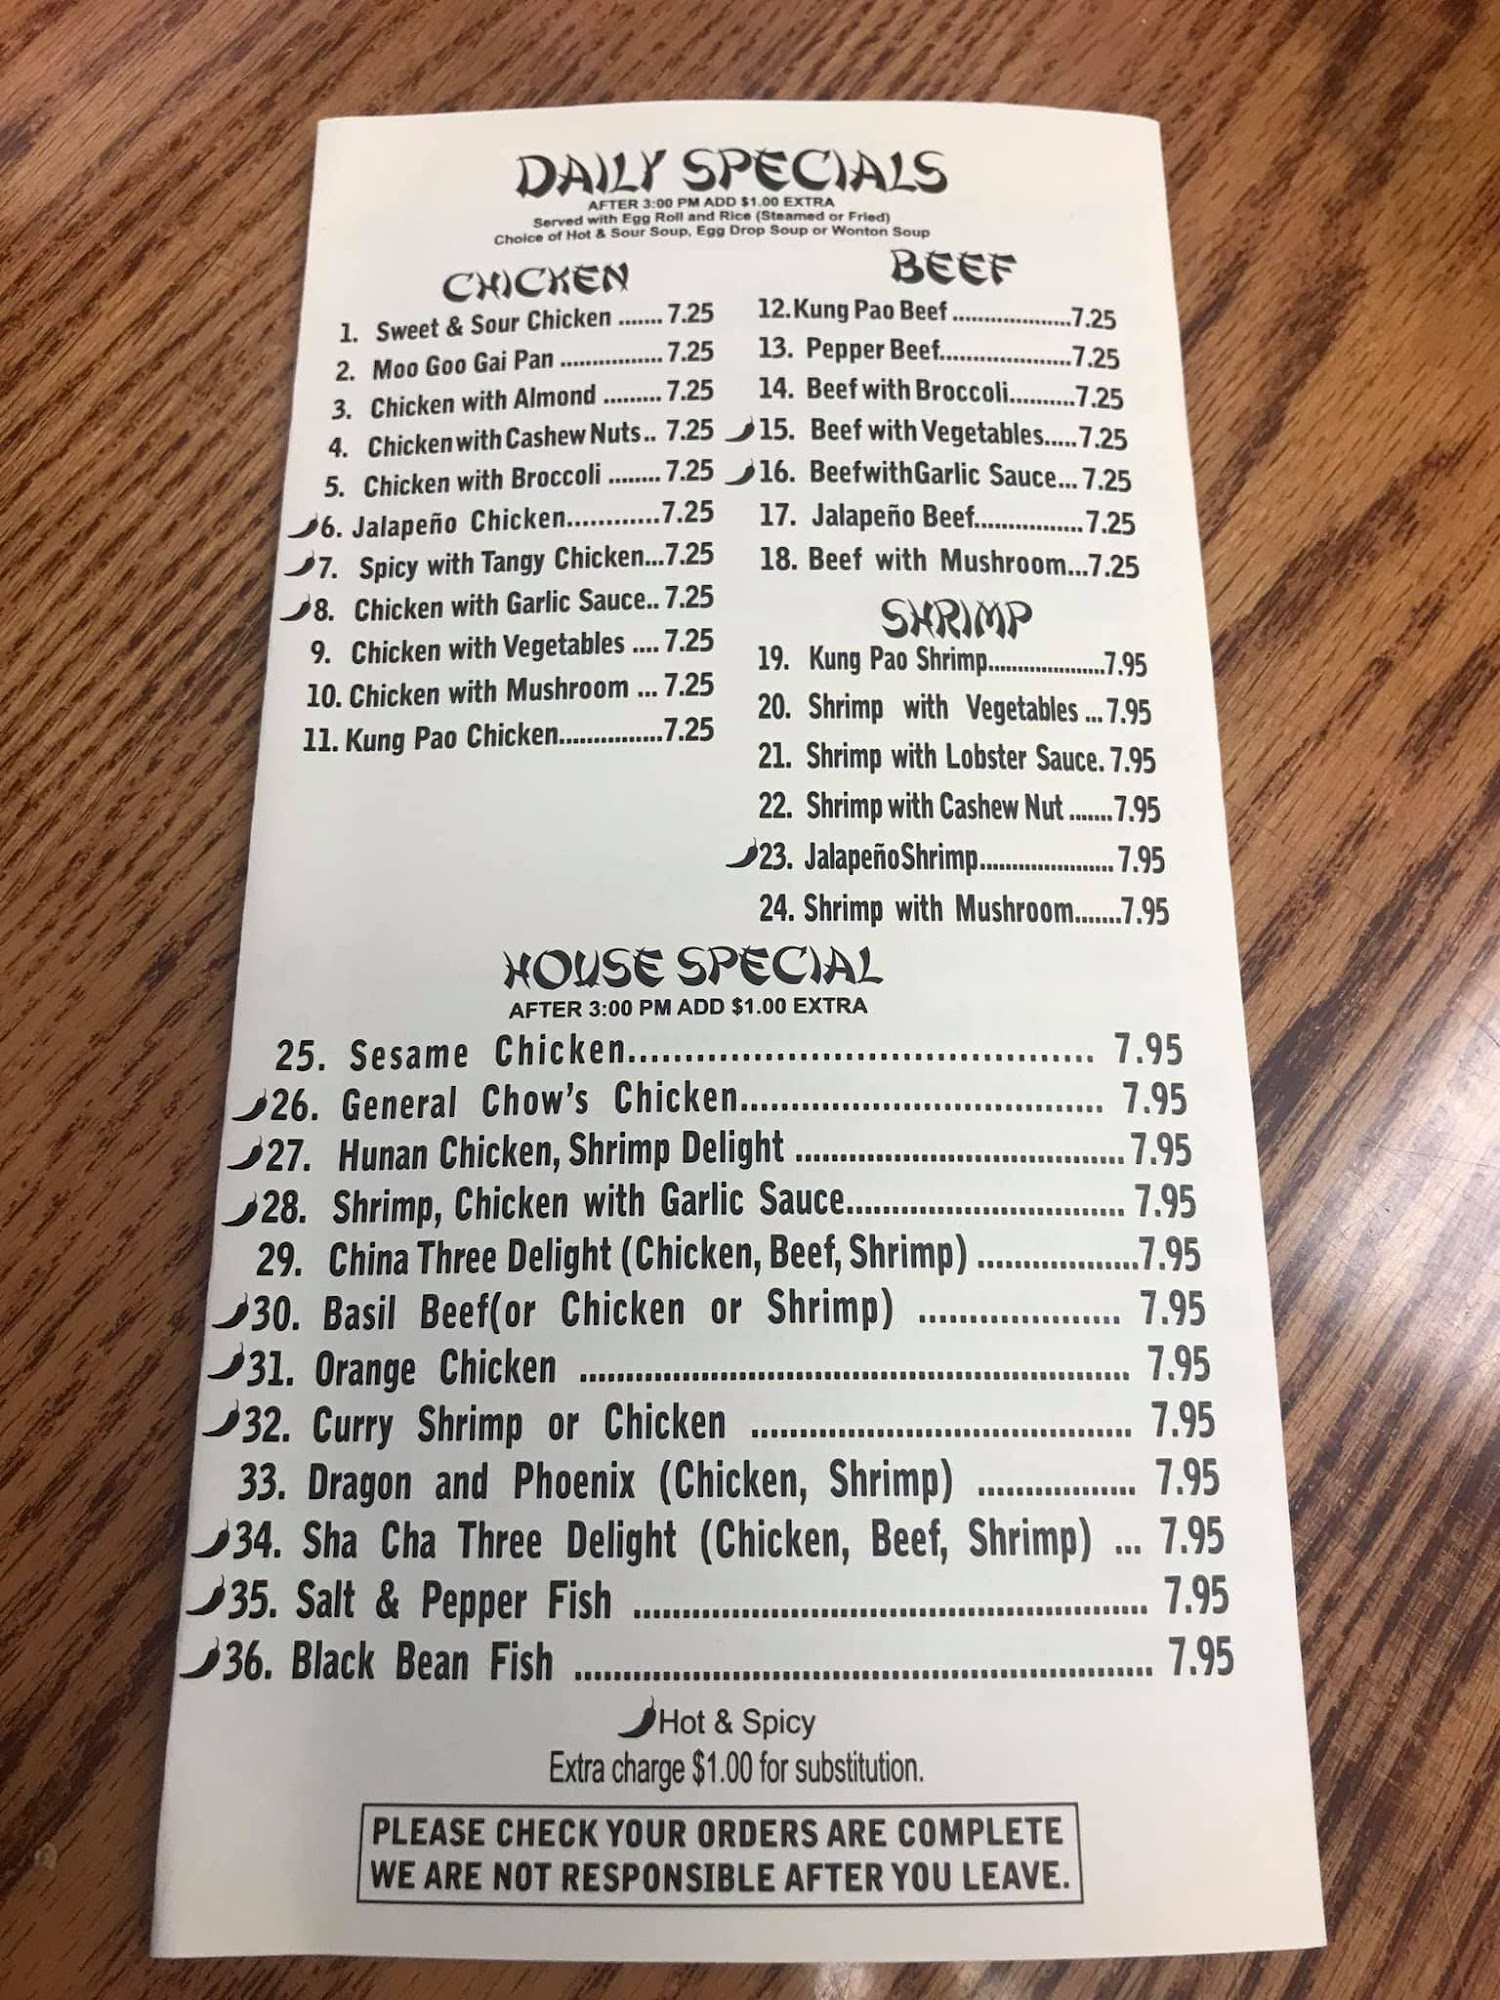 DAILY SPECIALS
AFTER 3:00 PM ADD $1.00 EXTRA
Served with Egg Roll and Rice (Steamed or Fried)
Choice of Hot & Sour Soup, Egg Drop Soup or Wonton Soup
CHICKEN
1. Sweet & Sour Chicken ....... 7.25
2. Moo Goo Gai Pan ................ 7.25
3. Chicken with Almond ......... 7.25
4. Chicken with Cashew Nuts.. 7.25
5. Chicken with Broccoli ........ 7.25
6. Jalapeño Chicken............7.25
7. Spicy with Tangy Chicken...7.25
8. Chicken with Garlic Sauce.. 7.25
9. Chicken with Vegetables .... 7.25
10. Chicken with Mushroom ... 7.25
11. Kung Pao Chicken...............7.25
BEEF
12.Kung Pao Beef ...................7.25
13. Pepper Beef.....................7.25
14. Beef with Broccoli..........7.25
15. Beef with Vegetables.....7.25
16. BeefwithGarlic Sauce... 7.25
17. Jalapeño Beef................7.25
18. Beef with Mushroom...7.25
SHRIMP
19. Kung Pao Shrimp....................7.95
20. Shrimp with Vegetables ... 7.95
21. Shrimp with Lobster Sauce. 7.95
22. Shrimp with Cashew Nut .......7.95
23. JalapeñoShrimp...................... 7.95
24. Shrimp with Mushroom.......7.95
HOUSE SPECIAL
AFTER 3:00 PM ADD $1.00 EXTRA
25. Sesame Chicken......................................... 7.95
26. General Chow's Chicken.................................... 7.95
27. Hunan Chicken, Shrimp Delight .................................. 7.95
28. Shrimp, Chicken with Garlic Sauce.............................. 7.95
29. China Three Delight (Chicken, Beef, Shrimp) ..................7.95
30. Basil Beef(or Chicken or Shrimp) ..................... 7.95
31. Orange Chicken ........................................................ 7.95
32. Curry Shrimp or Chicken ....................................... 7.95
33. Dragon and Phoenix (Chicken, Shrimp) ................. 7.95
34. Sha Cha Three Delight (Chicken, Beef, Shrimp) ... 7.95
35. Salt & Pepper Fish .................................................... 7.95
36. Black Bean Fish .......................................................... 7.95
Hot & Spicy
Extra charge $1.00 for substitution.
PLEASE CHECK YOUR ORDERS ARE COMPLETE
WE ARE NOT RESPONSIBLE AFTER YOU LEAVE.